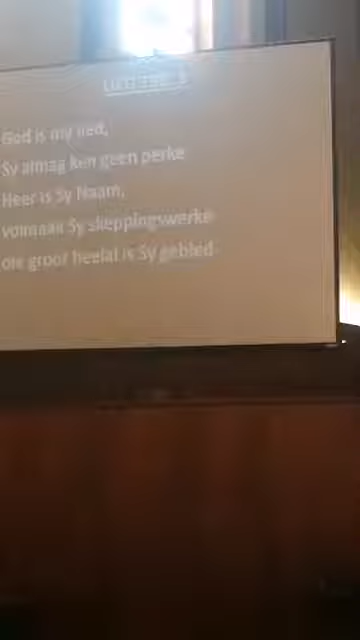 God is my lied,
Sy almag ken geen perke
Heer is Sy Naam,
volmaak Sy skeppingswerke
die groot heelal is Sy gebied